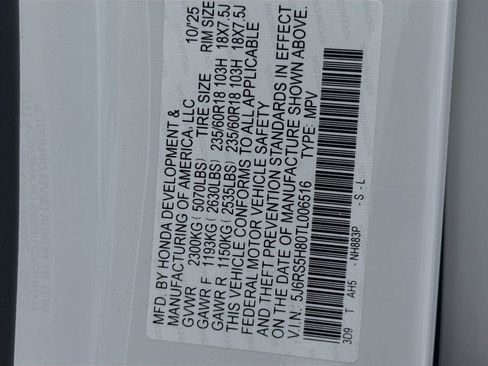 MFD. BY HONDA DEVELOPMENT &
MANUFACTURING OF AMERICA, LLC 10/'25
GVWR 2300KG ( 5070LBS) TIRE SIZE RIM SIZE
GAWR F 1193KG ( 2630LBS) 235/60R18 103H 18X7.5J
GAWR R 1150KG ( 2535LBS) 235/60R18 103H 18X7.5J
THIS VEHICLE CONFORMS TO ALL APPLICABLE
FEDERAL MOTOR VEHICLE SAFETY
AND THEFT PREVENTION STANDARDS IN EFFECT
ON THE DATE OF MANUFACTURE SHOWN ABOVE.
V.I.N. 5J6RS5H80TL006516 TYPE: MPV
3D9 T AH5 - NH883P - S - L